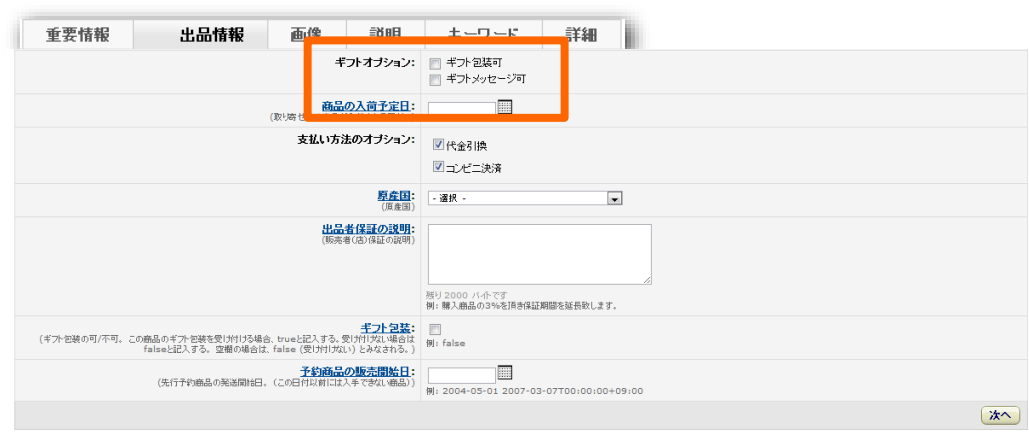 重要情報 出品情報 画像 説明 キーワード 詳細
ギフトオプション: ギフト包装可
ギフトメッセージ可
商品の入荷予定日:
支払い方法のオプション: 代金引換
コンビニ決済
原産国: - 選択 -
(原産国)
出品者保証の説明:
(販売者(店)保証の説明)
残り 2000 バイトです
例: 購入商品の3%を頂き保証期間を延長致します。
ギフト包装:
(ギフト包装の可/不可。この商品のギフト包装を受け付ける場合、trueと記入する。受け付けない場合は
falseと記入する。空欄の場合は、false (受け付けない) とみなされる。)
例: false
予約商品の販売開始日:
(先行予約商品の発送開始日。（この日付以前には入手できない商品）)
例: 2004-05-01 2007-03-07T00:00:00+09:00
次へ